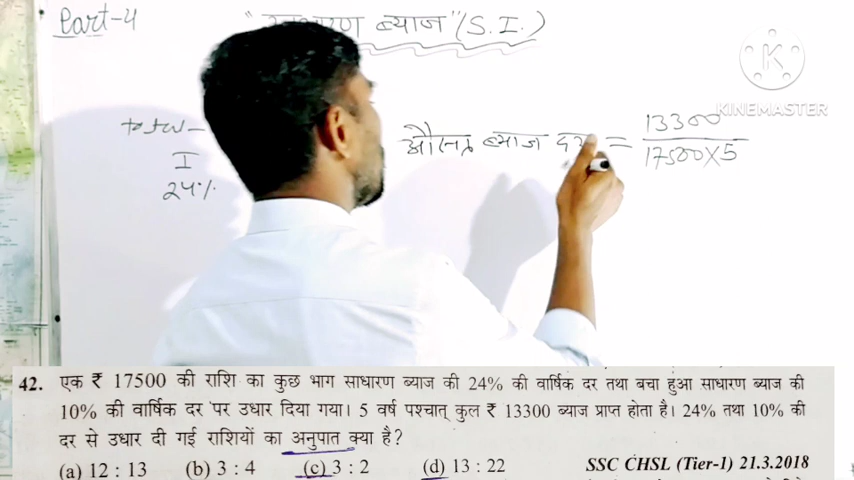 Part-4
ब्याज" (S.I.)
KINEMASTER
total-
I
24%
औसत ब्याज दर = 13300
17500×5
42. एक ₹ 17500 की राशि का कुछ भाग साधारण ब्याज की 24% की वार्षिक दर तथा बचा हुआ साधारण ब्याज की
10% की वार्षिक दर पर उधार दिया गया। 5 वर्ष पश्चात् कुल ₹ 13300 ब्याज प्राप्त होता है। 24% तथा 10% की
दर से उधार दी गई राशियों का अनुपात क्या है?
(a) 12 : 13 (b) 3 : 4 (c) 3 : 2 (d) 13 : 22 SSC CHSL (Tier-1) 21.3.2018